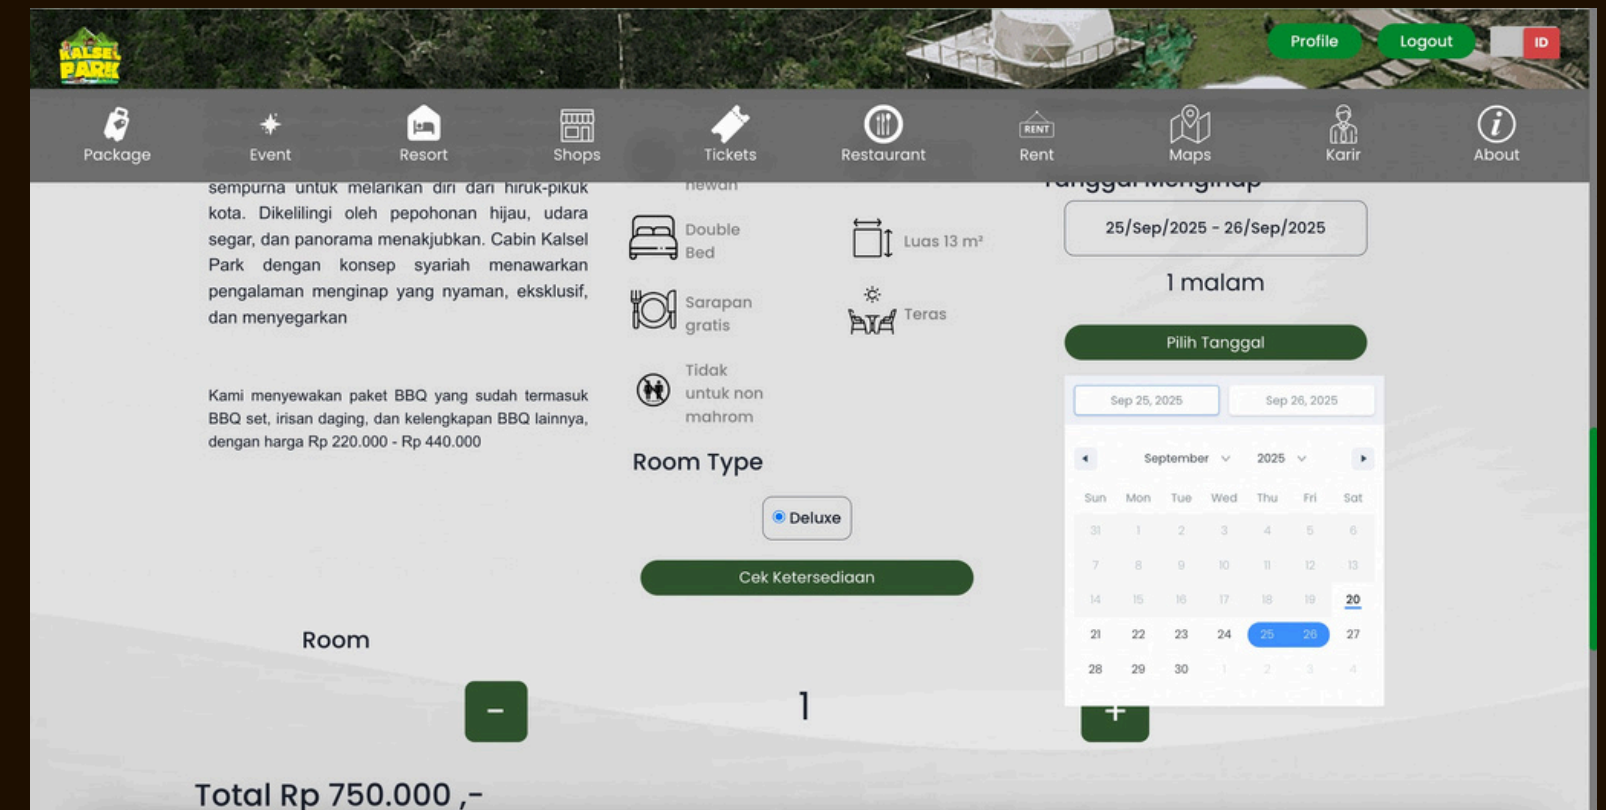 KALSEL
PARK
Profile
Logout
ID
Package
Event
Resort
Shops
Tickets
Restaurant
RENT
Rent
Maps
Karir
About
sempurna untuk melarikan diri dari hiruk-pikuk
kota. Dikelilingi oleh pepohonan hijau, udara
segar, dan panorama menakjubkan. Cabin Kalsel
Park dengan konsep syariah menawarkan
pengalaman menginap yang nyaman, eksklusif,
dan menyegarkan
Kami menyewakan paket BBQ yang sudah termasuk
BBQ set, irisan daging, dan kelengkapan BBQ lainnya,
dengan harga Rp 220.000 - Rp 440.000
hewan
Double
Bed
Luas 13 m²
Sarapan
gratis
Teras
Tidak
untuk non
mahrom
Room Type
Deluxe
Cek Ketersediaan
Tanggal Menginap
25/Sep/2025 - 26/Sep/2025
1 malam
Pilih Tanggal
Sep 25, 2025
Sep 26, 2025
September 2025
Sun Mon Tue Wed Thu Fri Sat
31 1 2 3 4 5 6
7 8 9 10 11 12 13
14 15 16 17 18 19 20
21 22 23 24 25 26 27
28 29 30 1 2 3 4
Room
-
1
+
Total Rp 750.000 ,-